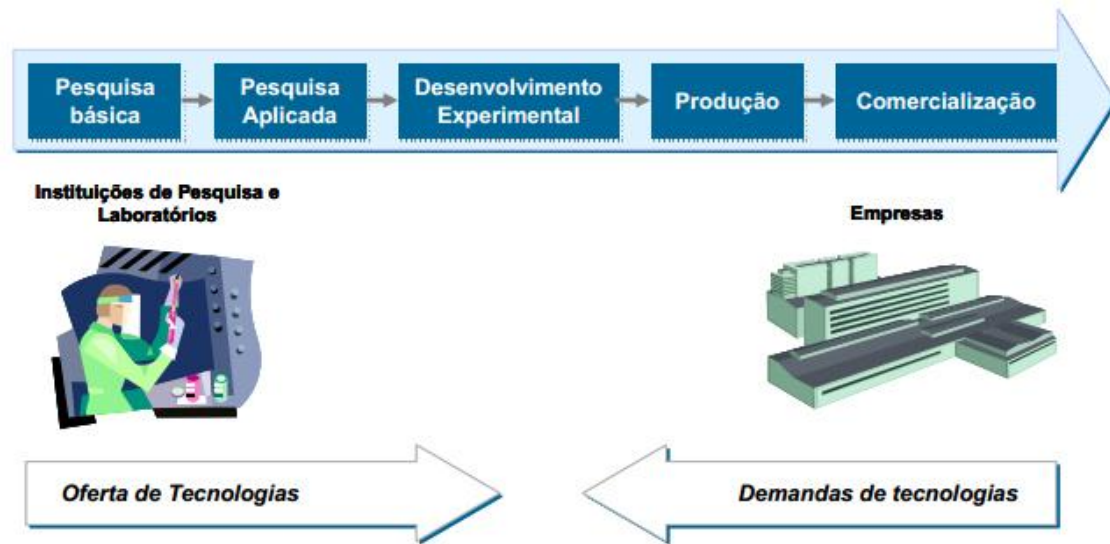 Pesquisa
básica
Pesquisa
Aplicada
Desenvolvimento
Experimental
Produção
Comercialização
Instituições de Pesquisa e
Laboratórios
Empresas
Oferta de Tecnologias
Demandas de tecnologias